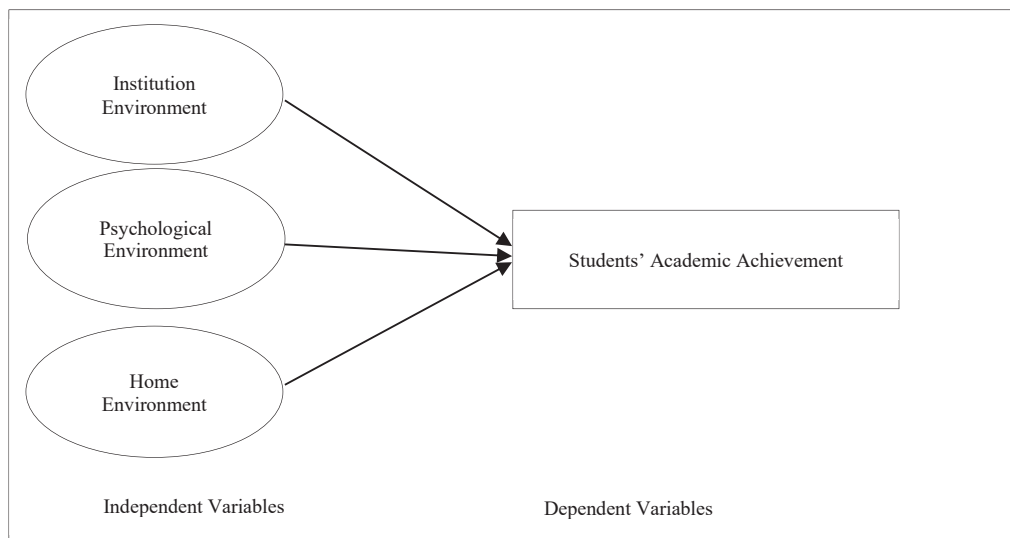 Institution
Environment
Psychological
Environment
Students’ Academic Achievement
Home
Environment
Independent Variables
Dependent Variables